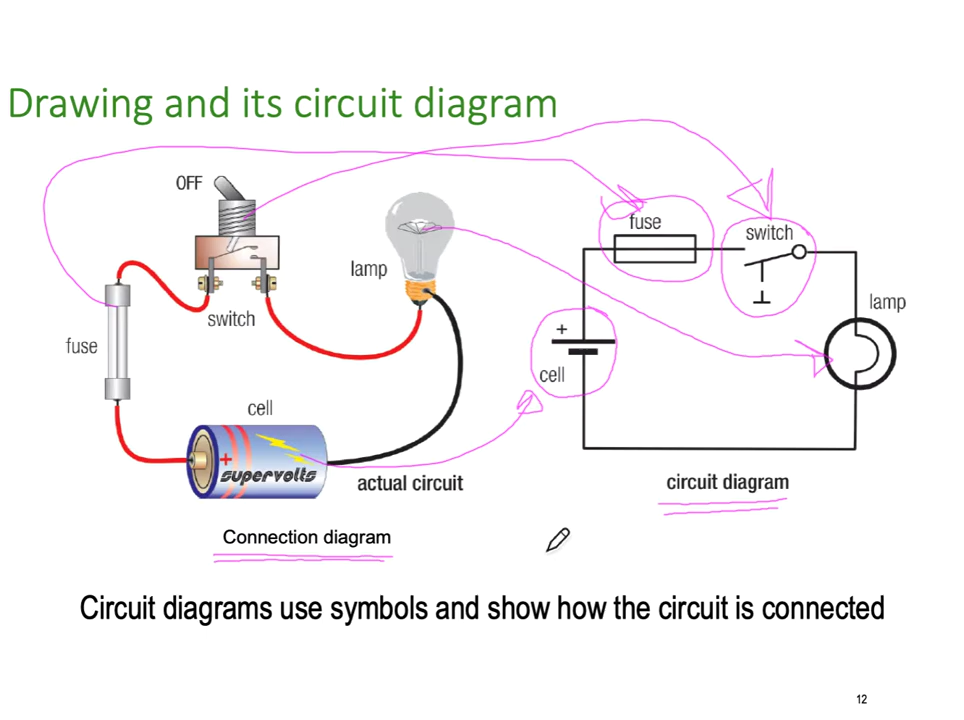 Drawing and its circuit diagram
OFF
lamp
switch
fuse
cell
+
supervolts
actual circuit
Connection diagram
fuse
switch
lamp
+
cell
circuit diagram
Circuit diagrams use symbols and show how the circuit is connected
12